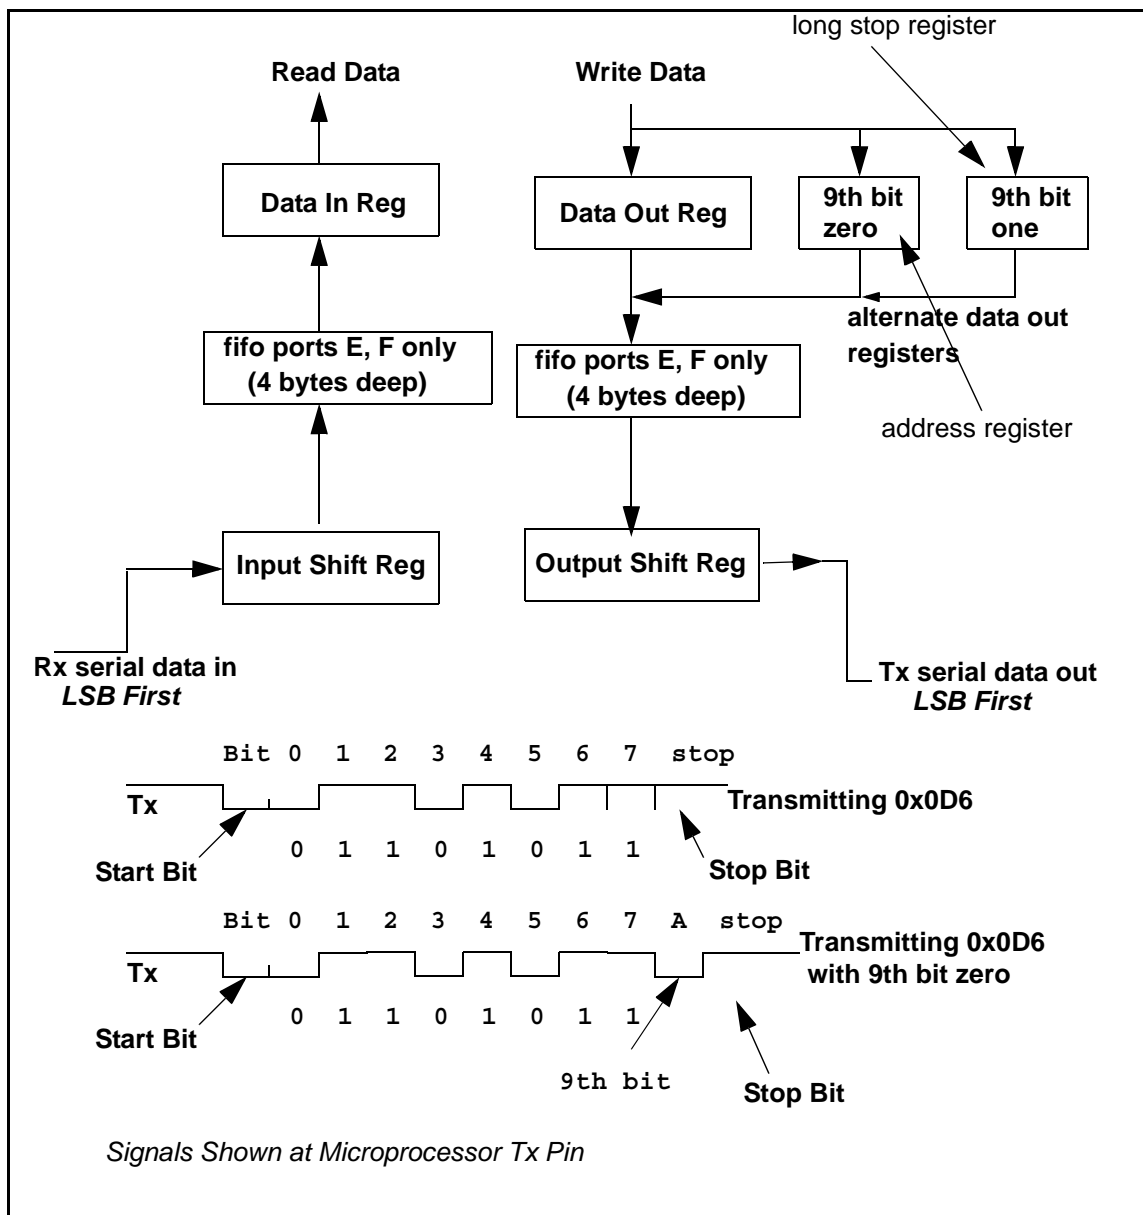 long stop register
Read Data
Write Data
Data In Reg
Data Out Reg
9th bit
zero
9th bit
one
alternate data out
registers
fifo ports E, F only
(4 bytes deep)
fifo ports E, F only
(4 bytes deep)
address register
Input Shift Reg
Output Shift Reg
Rx serial data in
LSB First
Tx serial data out
LSB First
Bit 0 1 2 3 4 5 6 7 stop
Tx
Transmitting 0x0D6
0 1 1 0 1 0 1 1
Start Bit
Stop Bit
Bit 0 1 2 3 4 5 6 7 A stop
Tx
Transmitting 0x0D6
with 9th bit zero
0 1 1 0 1 0 1 1
Start Bit
9th bit
Stop Bit
Signals Shown at Microprocessor Tx Pin